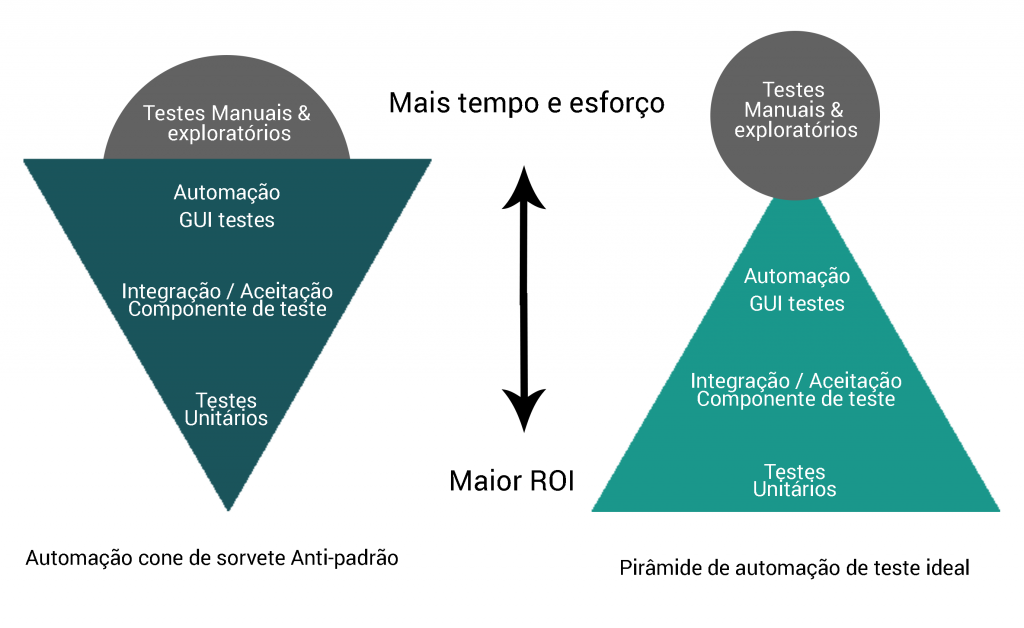 Testes Manuais &
exploratórios
Automação
GUI testes
Integração / Aceitação
Componente de teste
Testes
Unitários
Automação cone de sorvete Anti-padrão
Mais tempo e esforço
Maior ROI
Testes
Manuais &
exploratórios
Automação
GUI testes
Integração / Aceitação
Componente de teste
Testes
Unitários
Pirâmide de automação de teste ideal